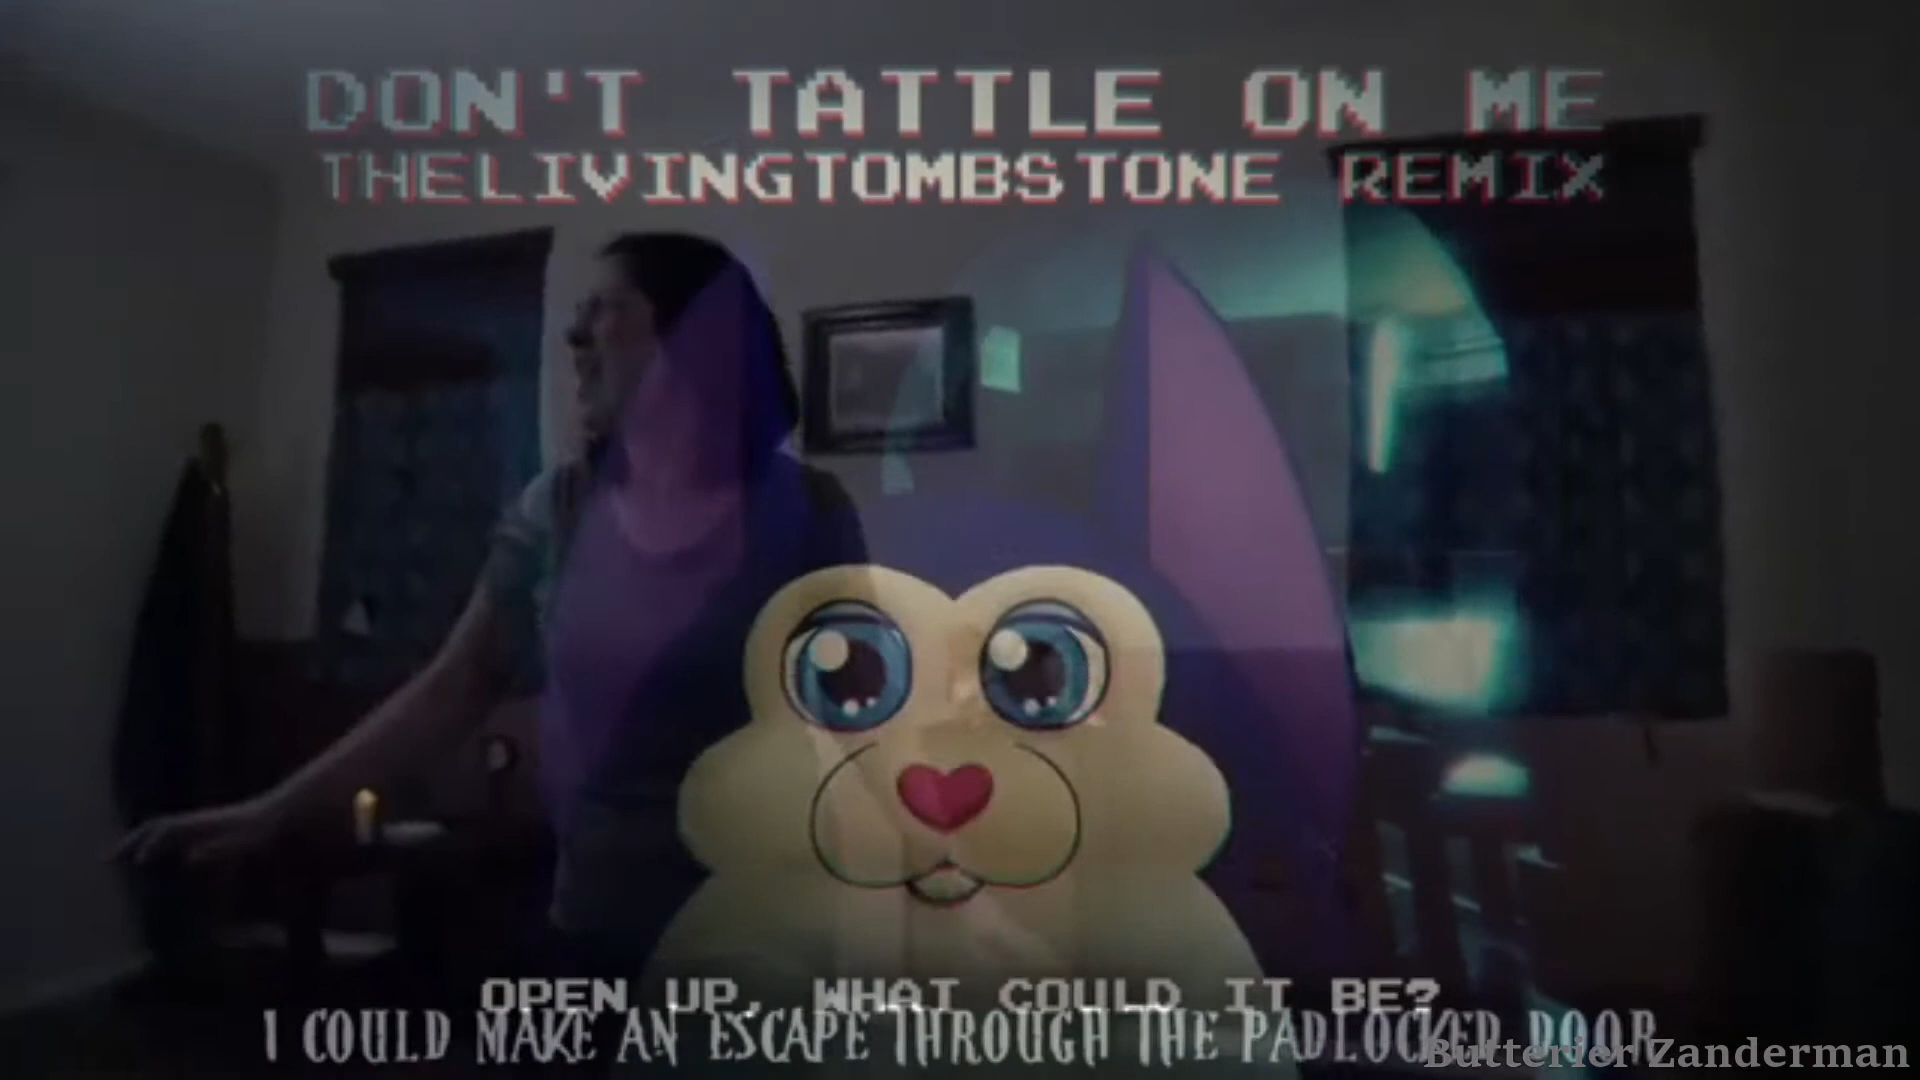 DON'T TATTLE ON ME
THELIVINGTOMBSTONE REMIX
OPEN UP, WHAT COULD IT BE?
I COULD MAKE AN ESCAPE THROUGH THE PADLOCKED DOOR
Butterier Zanderman